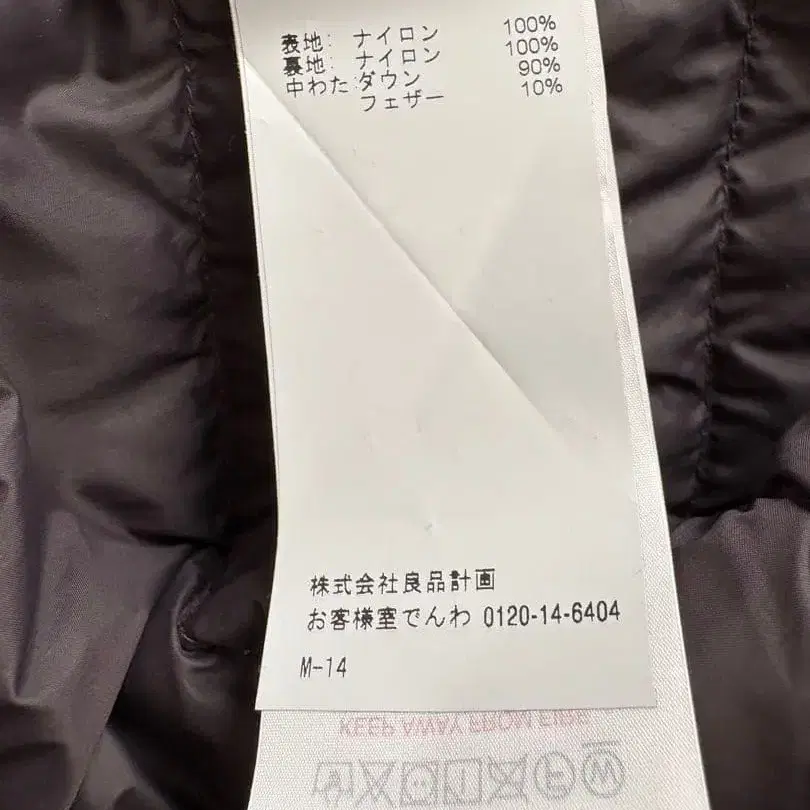 表地: ナイロン 100%
裏地: ナイロン 100%
中わた:ダウン 90%
フェザー 10%
株式会社良品計画
お客様室でんわ 0120-14-6404
M-14
KEEP AWAY FROM FIRE